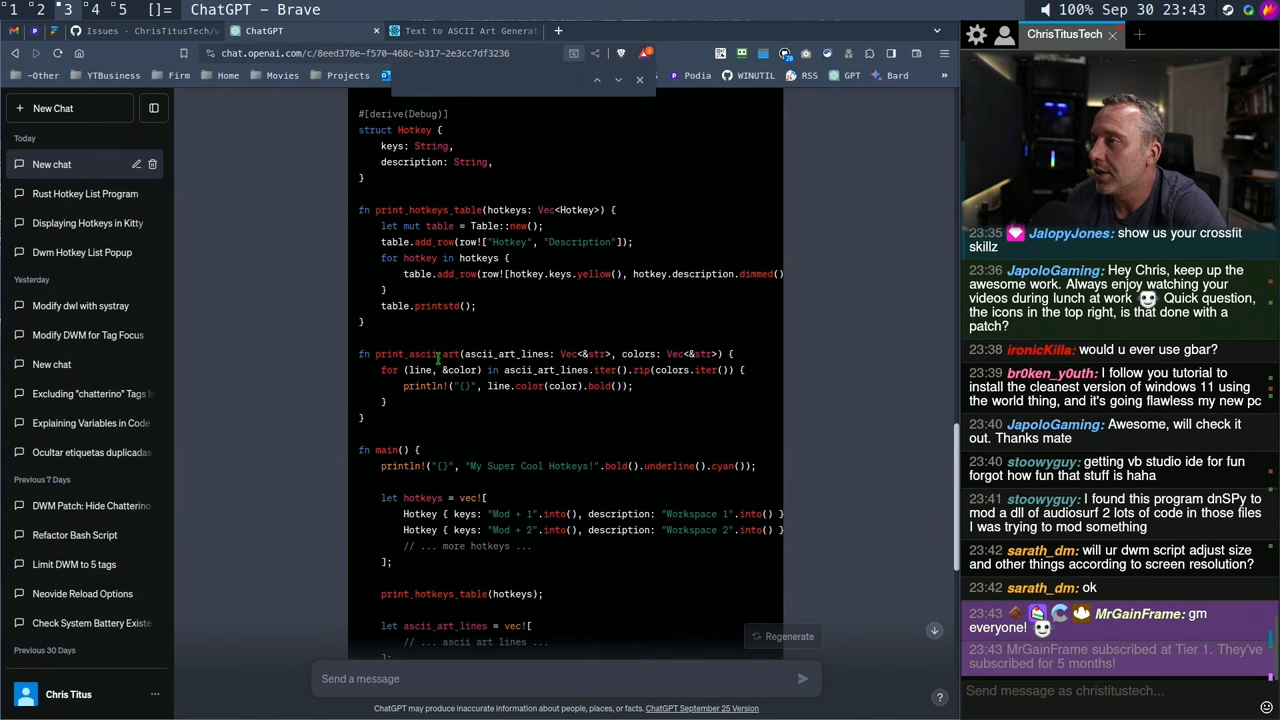 1 2 3 4 5 []= ChatGPT - Brave
100% Sep 30 23:43
Issues · ChrisTitusTech/v
ChatGPT
Text to ASCII Art Generat
chat.openai.com/c/8eed378e-f570-468c-b317-2e3cc7df3236
~Other YTBusiness Firm Home Movies Projects
Podia WINUTIL RSS GPT Bard
New Chat
Today
New chat
Rust Hotkey List Program
Displaying Hotkeys in Kitty
Dwm Hotkey List Popup
Yesterday
Modify dwl with systray
Modify DWM for Tag Focus
New chat
Excluding "chatterino" Tags i
Explaining Variables in Code
Ocultar etiquetas duplicadas
Previous 7 Days
DWM Patch: Hide Chatterino
Refactor Bash Script
Limit DWM to 5 tags
Neovide Reload Options
Check System Battery Existe
Previous 30 Days
Chris Titus
#[derive(Debug)]
struct Hotkey {
keys: String,
description: String,
}
fn print_hotkeys_table(hotkeys: Vec<Hotkey>) {
let mut table = Table::new();
table.add_row(row!["Hotkey", "Description"]);
for hotkey in hotkeys {
table.add_row(row![hotkey.keys.yellow(), hotkey.description.dimmed()
}
table.printstd();
}
fn print_ascii_art(ascii_art_lines: Vec<&str>, colors: Vec<&str>) {
for (line, &color) in ascii_art_lines.iter().zip(colors.iter()) {
println!("{}", line.color(color).bold());
}
}
fn main() {
println!("{}", "My Super Cool Hotkeys!".bold().underline().cyan());
let hotkeys = vec![
Hotkey { keys: "Mod + 1".into(), description: "Workspace 1".into() }
Hotkey { keys: "Mod + 2".into(), description: "Workspace 2".into() }
// ... more hotkeys ...
];
print_hotkeys_table(hotkeys);
let ascii_art_lines = vec![
// ... ascii art lines ...
];
Regenerate
Send a message
ChatGPT may produce inaccurate information about people, places, or facts. ChatGPT September 25 Version
?
ChrisTitusTech
23:35 JalopyJones: show us your crossfit
skillz
23:36 JapoloGaming: Hey Chris, keep up the
awesome work. Always enjoy watching your
videos during lunch at work Quick question,
the icons in the top right, is that done with a
patch?
23:38 ironicKilla: would u ever use gbar?
23:39 br0ken_y0uth: I follow you tutorial to
install the cleanest version of windows 11 using
the world thing, and it's going flawless my new pc
23:40 JapoloGaming: Awesome, will check it
out. Thanks mate
23:40 stoowyguy: getting vb studio ide for fun
forgot how fun that stuff is haha
23:41 stoowyguy: I found this program dnSPy to
mod a dll of audiosurf 2 lots of code in those files
I was trying to mod something
23:42 sarath_dm: will ur dwm script adjust size
and other things according to screen resolution?
23:42 sarath_dm: ok
23:43 MrGainFrame: gm
everyone!
23:43 MrGainFrame subscribed at Tier 1. They've
subscribed for 5 months!
Send message as christitustech...